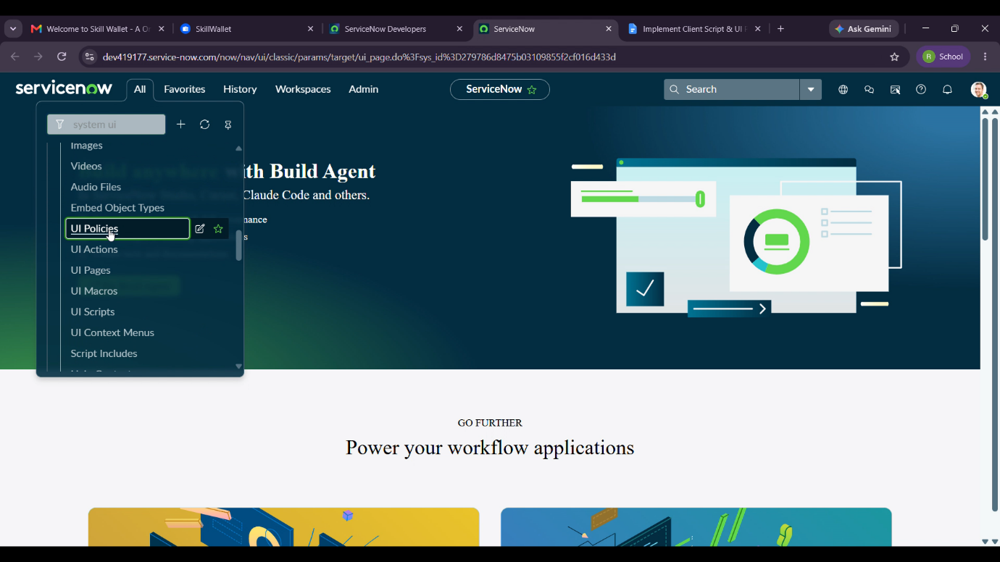 Welcome to Skill Wallet - A O
SkillWallet
ServiceNow Developers
ServiceNow
Implement Client Script & UI
Ask Gemini
dev419177.service-now.com/now/nav/ui/classic/params/target/ui_page.do%3Fsys_id%3D279786d8475b03109855f2cf016d433d
R School
servicenow
All
Favorites
History
Workspaces
Admin
ServiceNow
Search
system ui
Images
Videos
Audio Files
Embed Object Types
UI Policies
UI Actions
UI Pages
UI Macros
UI Scripts
UI Context Menus
Script Includes
with Build Agent
Claude Code and others.
GO FURTHER
Power your workflow applications